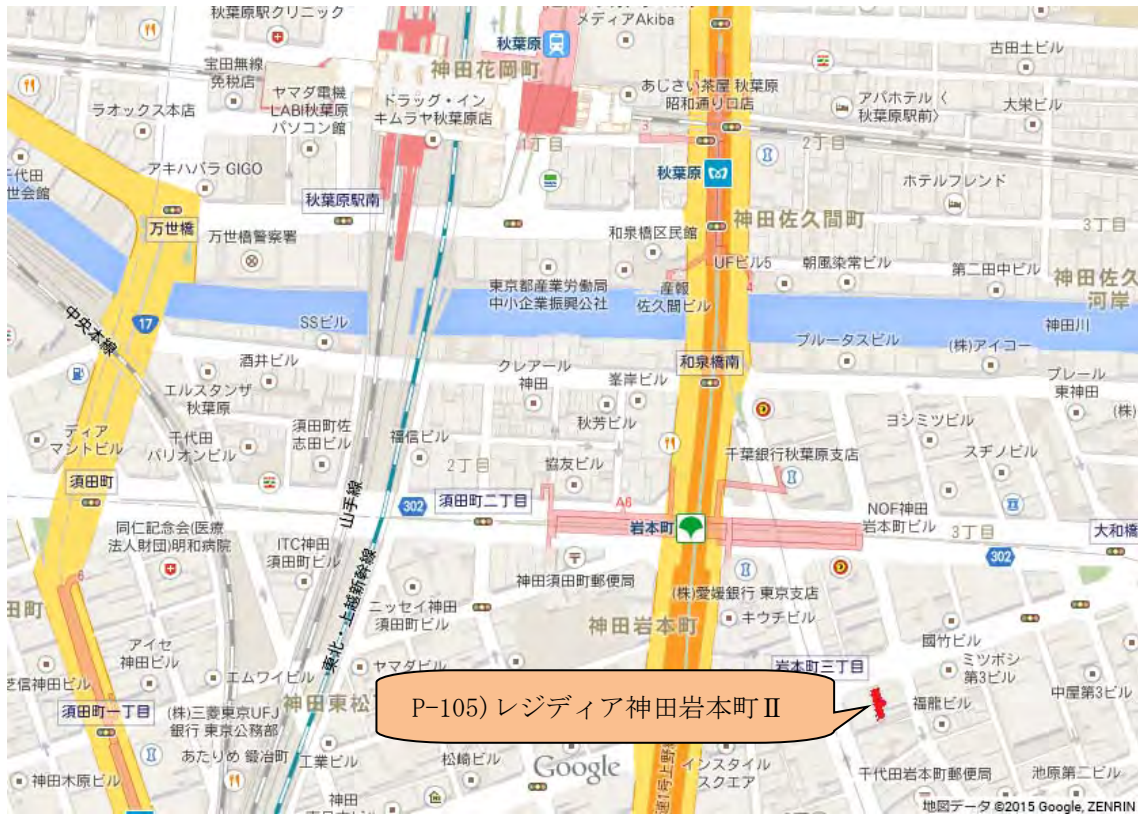 秋葉原駅クリニック
メディアAkiba
秋葉原
古田土ビル
宝田無線
免税店
神田花岡町
ヤマダ電機
LABI秋葉原
パソコン館
ドラッグ・イン
キムラヤ秋葉原店
あじさい茶屋 秋葉原
昭和通り口店
アパホテル〈
秋葉原駅前〉
大栄ビル
ラオックス本店
3
1丁目
2丁目
アキハバラ GIGO
千代田
世会館
秋葉原
ホテルフレンド
秋葉原駅南
神田佐久間町
万世橋
3丁目
万世橋警察署
和泉橋区民館
UFビル5
朝風染常ビル
第二田中ビル
神田佐久
河岸
東京都産業労働局
中小企業振興公社
産報
佐久間ビル
4
神田川
中央本線
17
SSビル
酒井ビル
クレアール
神田
峯岸ビル
和泉橋南
ブルータスビル
(株)アイコー
プレール
東神田
エルスタンザ
秋葉原
(株)
ディア
マントビル
千代田
バリオンビル
須田町佐
志田ビル
福信ビル
秋芳ビル
ヨシミツビル
千葉銀行秋葉原支店
スヂノビル
2丁目
協友ビル
須田町
302
須田町二丁目
A6
NOF神田
岩本町ビル
同仁記念会(医療
法人財団)明和病院
山手線
岩本町
3丁目
大和橋
ITC神田
須田町ビル
302
6
神田須田町郵便局
(株)愛媛銀行 東京支店
田町
東北・上越新幹線
ニッセイ神田
須田町ビル
神田岩本町
キウチビル
國竹ビル
アイセ
神田ビル
エムワイビル
ヤマダビル
岩本町三丁目
ミツボシ
第3ビル
芝信神田ビル
神田東松
中屋第3ビル
P-105) レジディア神田岩本町Ⅱ
須田町一丁目
(株)三菱東京UFJ
銀行 東京公務部
福龍ビル
あたりめ 鍛冶町
工業ビル
松崎ビル
Google
速1号上野
インスタイル
スクエア
神田木原ビル
千代田岩本町郵便局
池原第二ビル
神田
地図データ ©2015 Google, ZENRIN